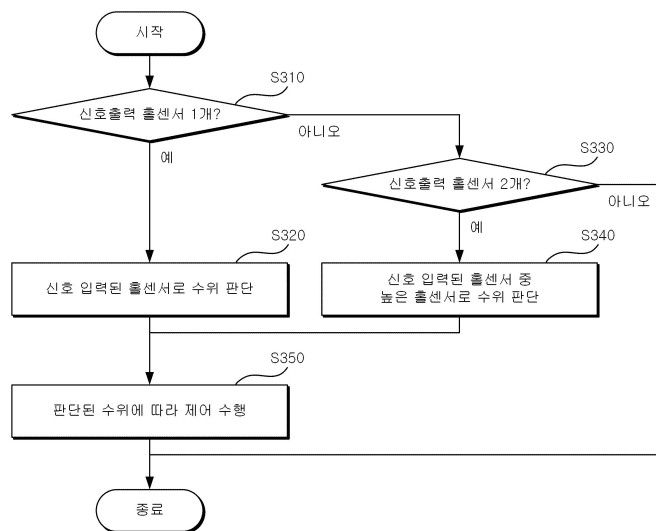 시작
S310
신호출력 홀센서 1개?
아니오
예
S330
신호출력 홀센서 2개?
아니오
예
S320
신호 입력된 홀센서로 수위 판단
S340
신호 입력된 홀센서 중
높은 홀센서로 수위 판단
S350
판단된 수위에 따라 제어 수행
종료